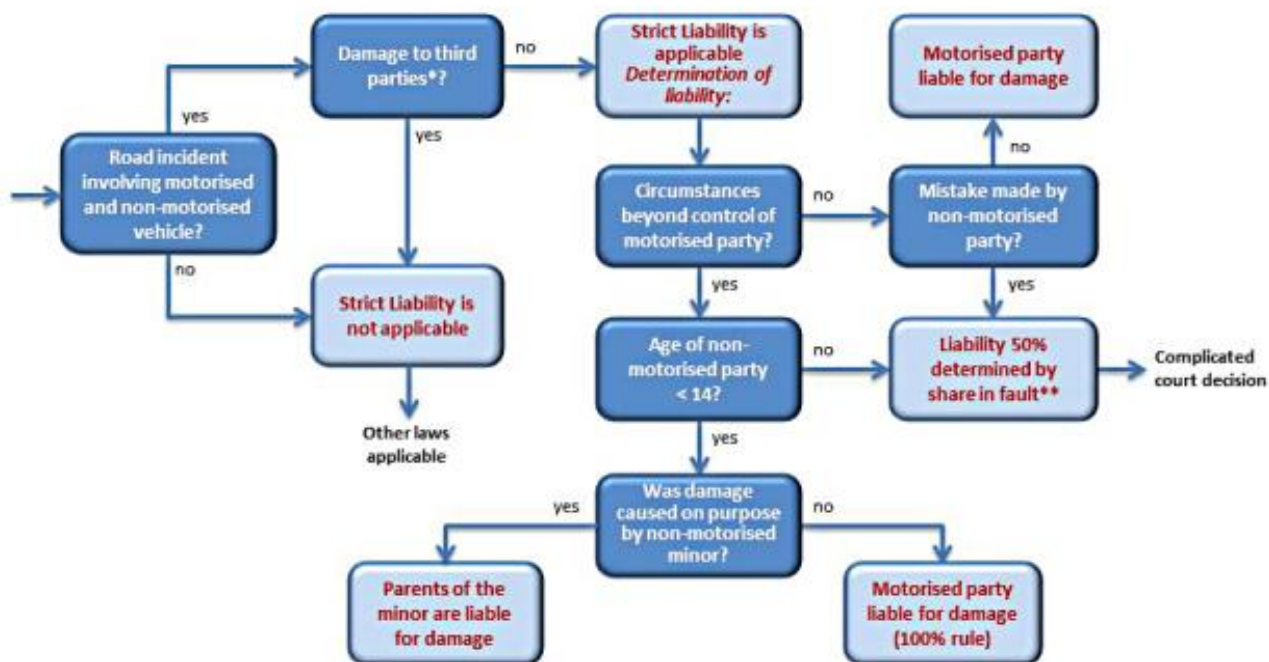 Road incident
involving motorised
and non-motorised
vehicle?
yes
no
Damage to third
parties*?
no
yes
Strict Liability is
not applicable
Other laws
applicable
Strict Liability is
applicable
Determination of
liability:
Circumstances
beyond control of
motorised party?
no
yes
Mistake made by
non-motorised
party?
no
yes
Motorised party
liable for damage
Age of non-
motorised party
< 14?
no
yes
Liability 50%
determined by
share in fault**
Complicated
court decision
Was damage
caused on purpose
by non-motorised
minor?
yes
no
Parents of the
minor are liable
for damage
Motorised party
liable for damage
(100% rule)